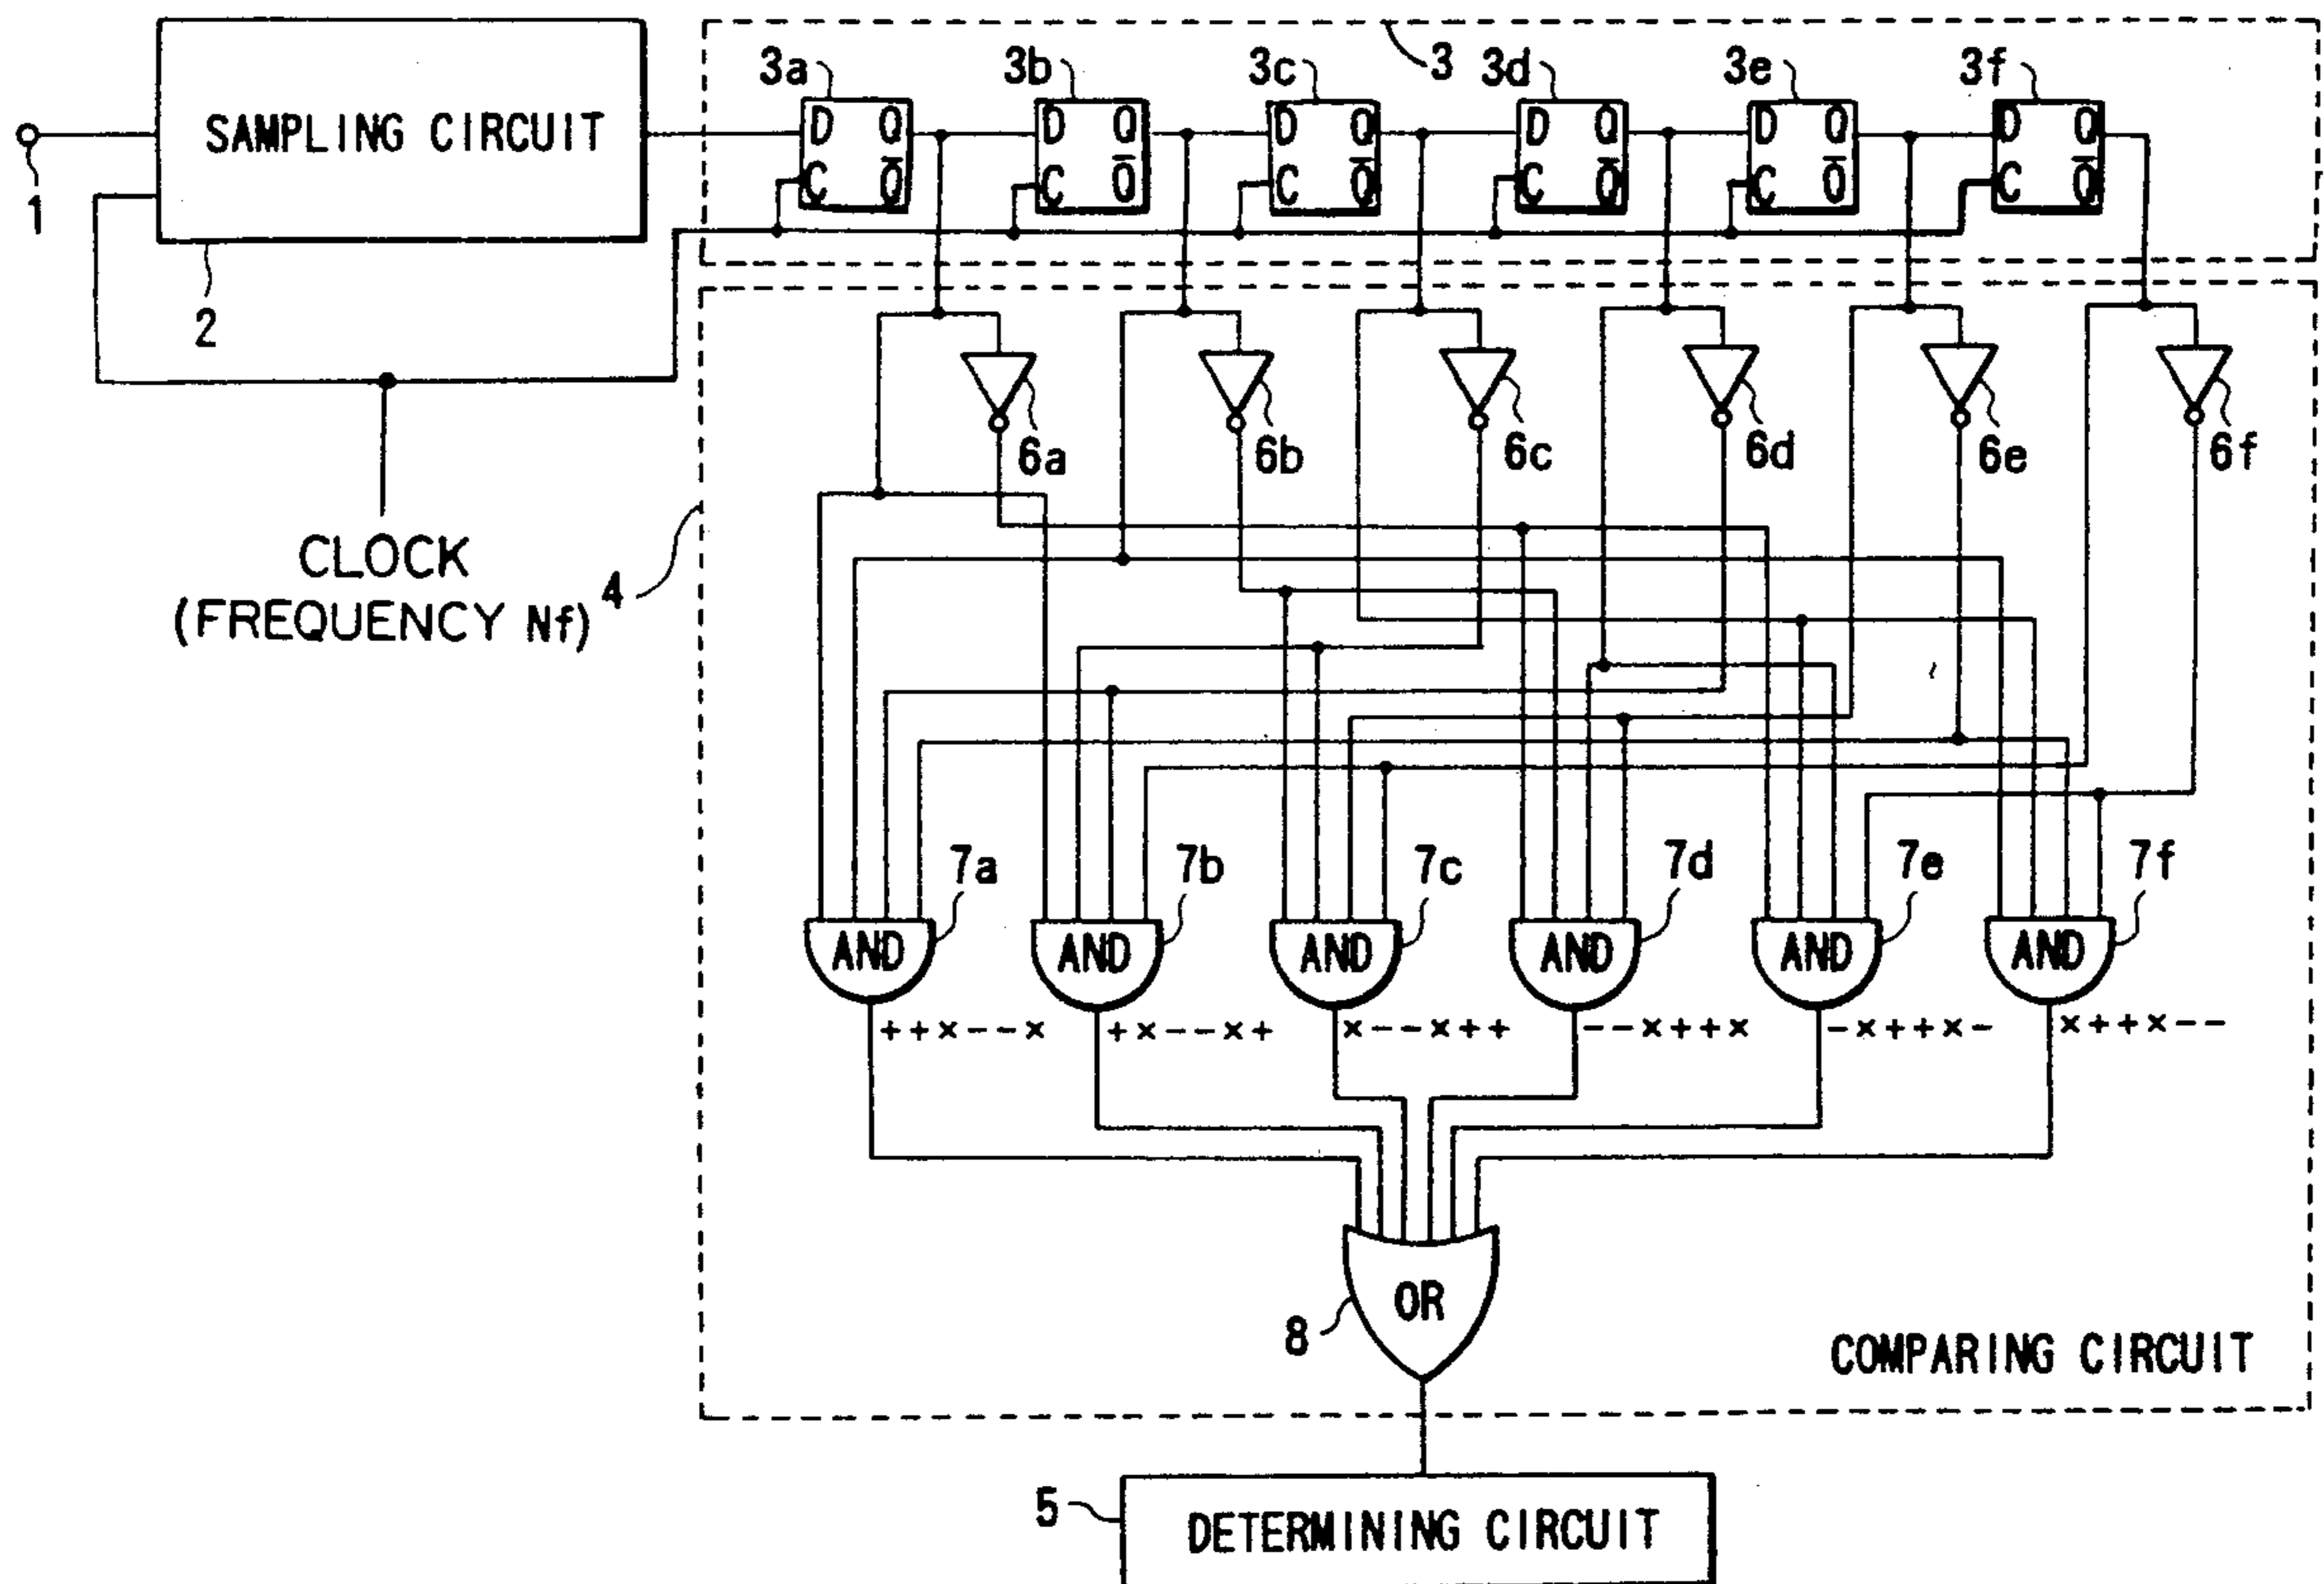 3a 3b 3c 3 3d 3e 3f
SAMPLING CIRCUIT
D Q D Q D Q D Q D Q D Q
C Q̅ C Q̅ C Q̅ C Q̅ C Q̅ C Q̅
1
2
6a 6b 6c 6d 6e 6f
CLOCK
(FREQUENCY Nf)
4
7a 7b 7c 7d 7e 7f
AND AND AND AND AND AND
++×--× +×--×+ ×--×++ --×++× -×++×- ×++×--
OR
8
COMPARING CIRCUIT
5
DETERMINING CIRCUIT